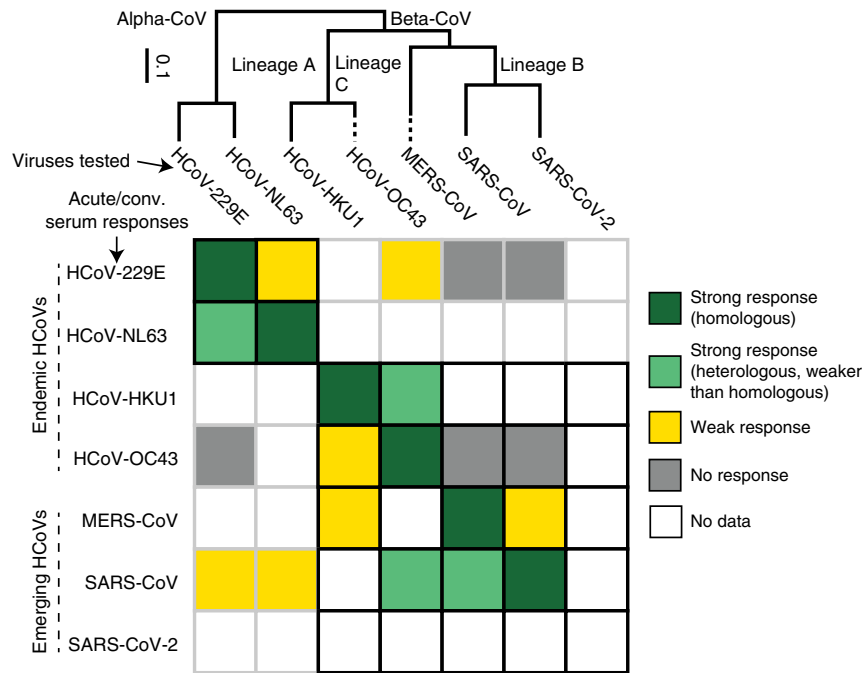 Alpha-CoV
Beta-CoV
0.1
Lineage A
Lineage
C
Lineage B
Viruses tested
HCoV-229E
HCoV-NL63
HCoV-HKU1
HCoV-OC43
MERS-CoV
SARS-CoV
SARS-CoV-2
Acute/conv.
serum responses
Endemic HCoVs
HCoV-229E
HCoV-NL63
HCoV-HKU1
HCoV-OC43
Emerging HCoVs
MERS-CoV
SARS-CoV
SARS-CoV-2
Strong response
(homologous)
Strong response
(heterologous, weaker
than homologous)
Weak response
No response
No data